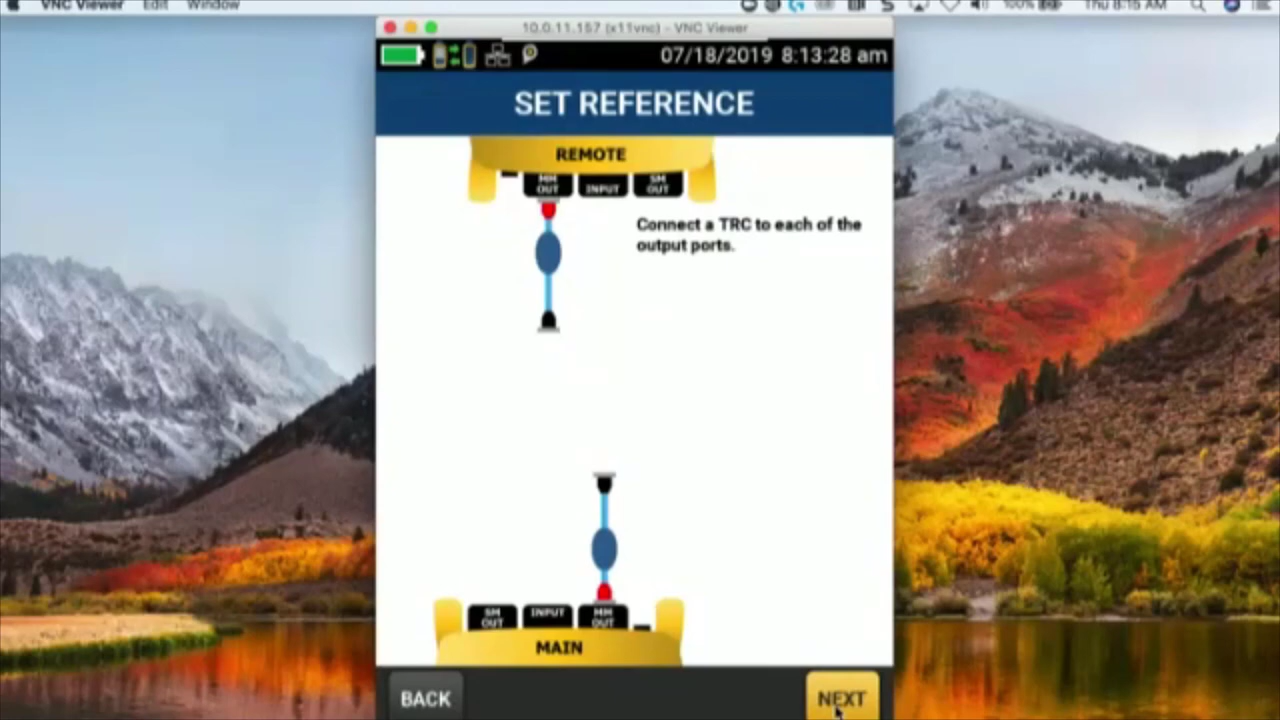 VNC Viewer Edit Window 100% Thu 8:15 AM
10.0.11.157 (x11vnc) - VNC Viewer
07/18/2019 8:13:28 am
SET REFERENCE
REMOTE
MM OUT
INPUT
SM OUT
Connect a TRC to each of the
output ports.
SM OUT
INPUT
MM OUT
MAIN
BACK
NEXT